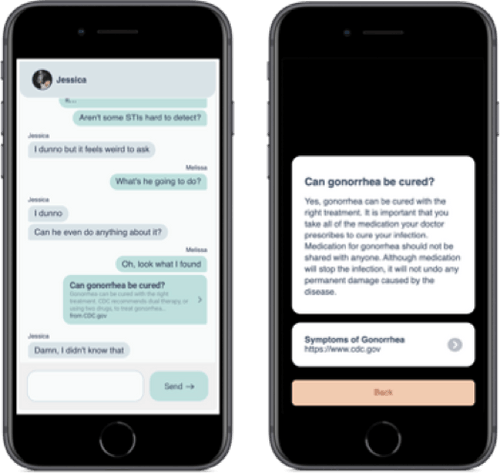 Jessica
Aren't some STIs hard to detect?
Jessica
I dunno but it feels weird to ask
Melissa
What's he going to do?
Jessica
I dunno
Can he even do anything about it?
Melissa
Oh, look what I found
Can gonorrhea be cured?
Gonorrhea can be cured with the right
treatment. CDC recommends dual therapy, or
using two drugs, to treat gonorrhea...
from CDC.gov
Jessica
Damn, I didn't know that
Send →
Can gonorrhea be cured?
Yes, gonorrhea can be cured with the
right treatment. It is important that you
take all of the medication your doctor
prescribes to cure your infection.
Medication for gonorrhea should not be
shared with anyone. Although medication
will stop the infection, it will not undo any
permanent damage caused by the
disease.
Symptoms of Gonorrhea
https://www.cdc.gov
Back